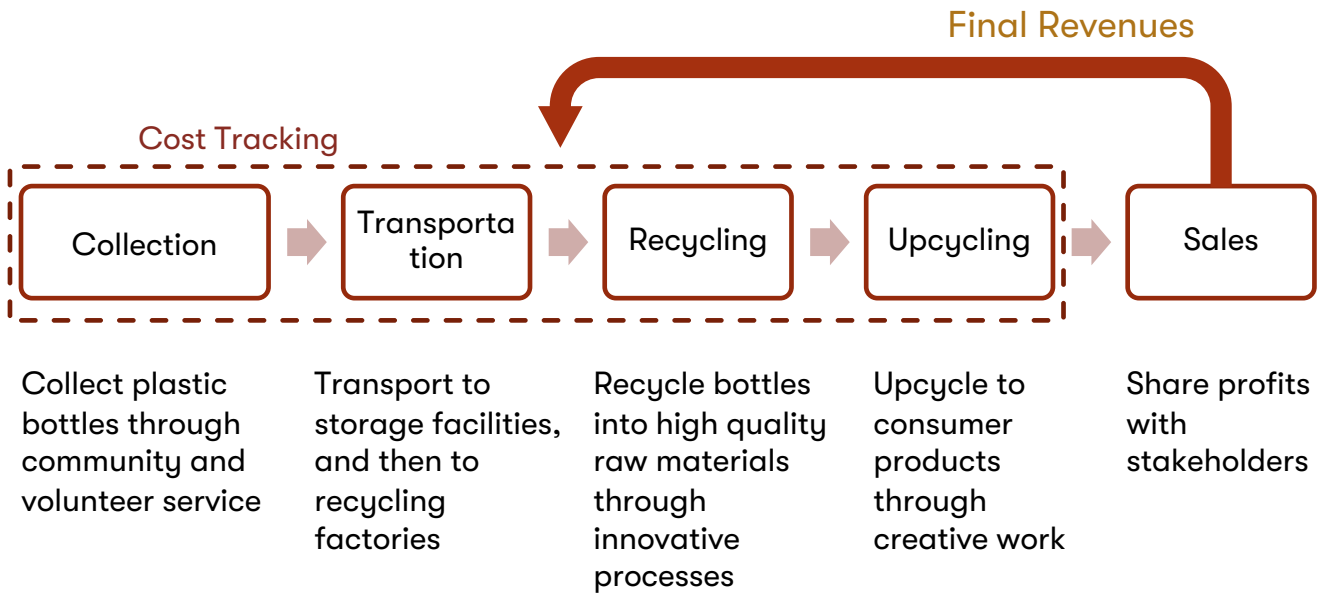 Final Revenues
Cost Tracking
Collection
Transporta
tion
Recycling
Upcycling
Sales
Collect plastic
bottles through
community and
volunteer service
Transport to
storage facilities,
and then to
recycling
factories
Recycle bottles
into high quality
raw materials
through
innovative
processes
Upcycle to
consumer
products
through
creative work
Share profits
with
stakeholders